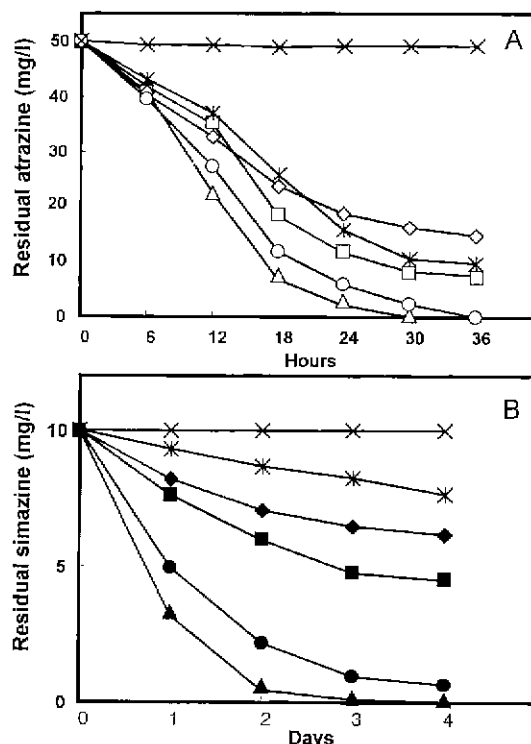 A
Residual atrazine (mg/l)
50
40
30
20
10
0
0 6 12 18 24 30 36
Hours
B
Residual simazine (mg/l)
10
5
0
0 1 2 3 4
Days